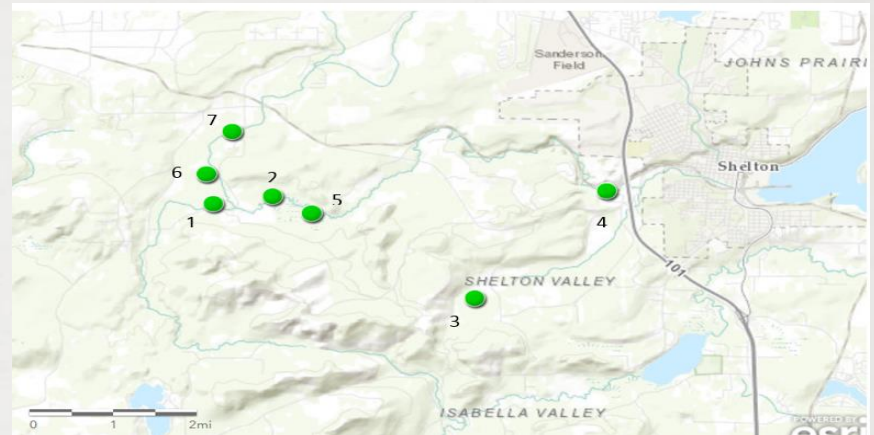 Sanderson
Field
JOHNS PRAIRI
7
6
2
5
1
Shelton
4
SHELTON VALLEY
101
3
ISABELLA VALLEY
0 1 2mi
POWERED BY
esri